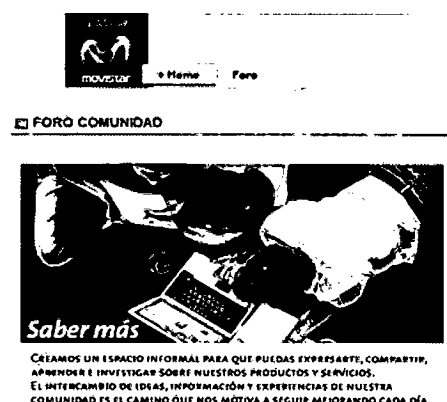 movistar
+ Home Foro
FORO COMUNIDAD
Saber más
CREAMOS UN ESPACIO INFORMAL PARA QUE PUEDAS EXPRESARTE, COMPARTIR,
APRENDER E INVESTIGAR SOBRE NUESTROS PRODUCTOS Y SERVICIOS.
EL INTERCAMBIO DE IDEAS, INFORMACIÓN Y EXPERIENCIAS DE NUESTRA
COMUNIDAD ES EL CAMINO QUE NOS MOTIVA A SEGUIR MEJORANDO CADA DÍA